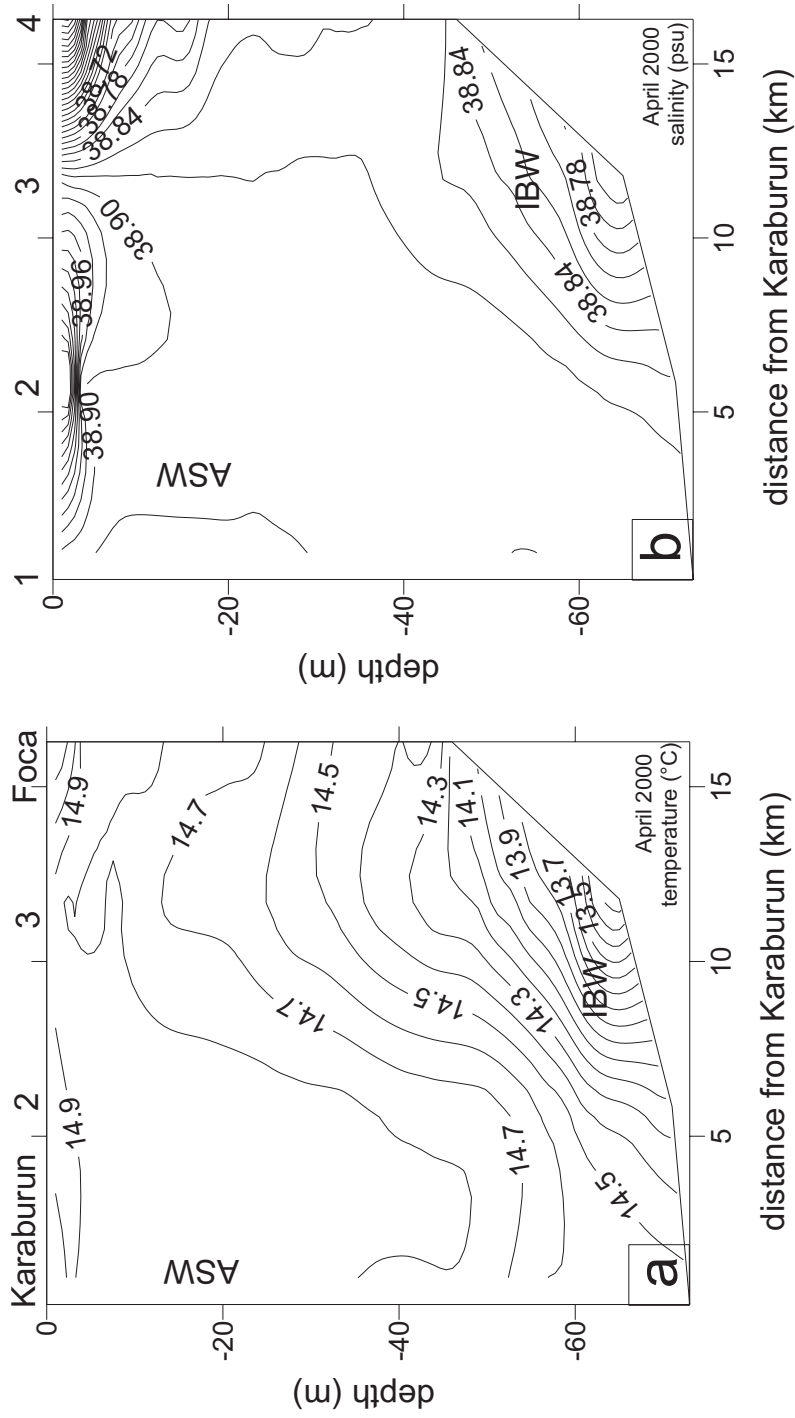 Karaburun
2
3
Foca
0
-20
-40
-60
depth (m)
14.9
14.9
14.7
14.7
14.7
14.5
14.5
14.5
14.3
14.3
14.1
13.9
13.7
13.5
ASW
IBW
a
April 2000
temperature (°C)
5
10
15
distance from Karaburun (km)
1
2
3
4
0
-20
-40
-60
depth (m)
38.90
38.96
38.90
38.72
38.78
38.84
38.84
38.84
38.78
ASW
IBW
b
April 2000
salinity (psu)
5
10
15
distance from Karaburun (km)